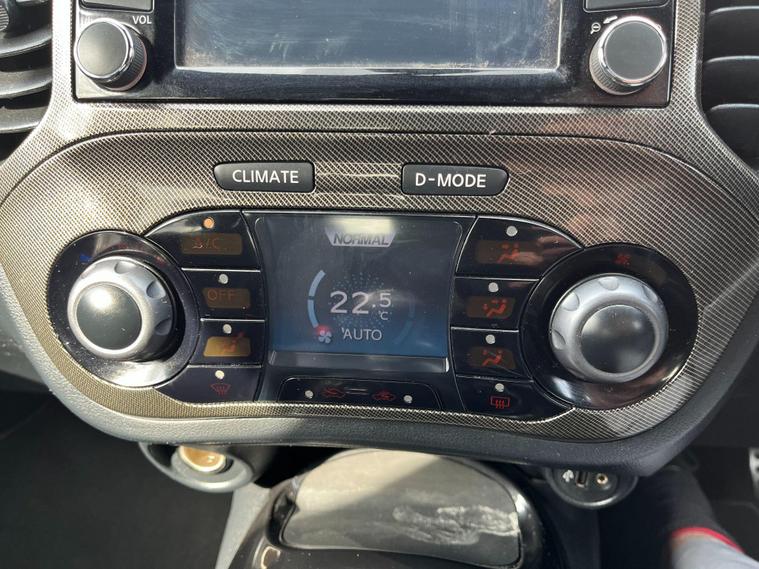 VOL
CLIMATE
D-MODE
A/C
NORMAL
OFF
22.5
°C
AUTO